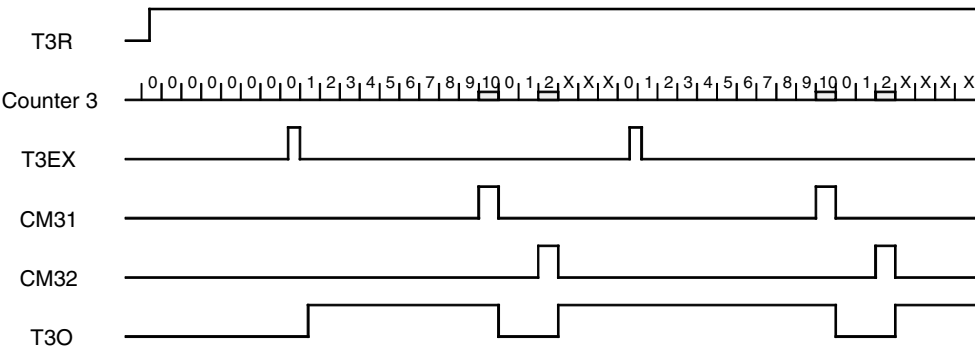 T3R
Counter 3 0 0 0 0 0 0 0 0 1 2 3 4 5 6 7 8 9 10 0 1 2 X X X 0 1 2 3 4 5 6 7 8 9 10 0 1 2 X X X X
T3EX
CM31
CM32
T3O